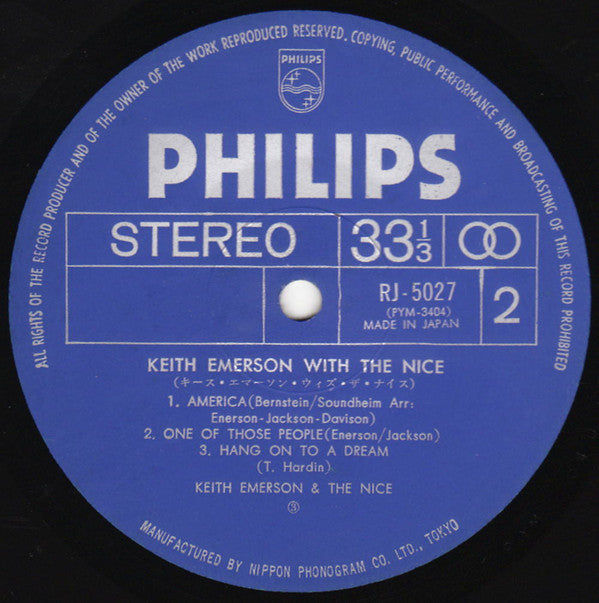 ALL RIGHTS OF THE RECORD PRODUCER AND OF THE OWNER OF THE WORK REPRODUCED RESERVED. COPYING, PUBLIC PERFORMANCE AND BROADCASTING OF THIS RECORD PROHIBITED
PHILIPS
PHILIPS
STEREO 33 1/3
RJ-5027 2
(PYM-3404)
MADE IN JAPAN
KEITH EMERSON WITH THE NICE
(キース・エマーソン・ウィズ・ザ・ナイス)
1. AMERICA(Bernstein/Soundheim Arr:
Enerson-Jackson-Davison)
2. ONE OF THOSE PEOPLE(Enerson/Jackson)
3. HANG ON TO A DREAM
(T. Hardin)
KEITH EMERSON & THE NICE
③
MANUFACTURED BY NIPPON PHONOGRAM CO. LTD., TOKYO